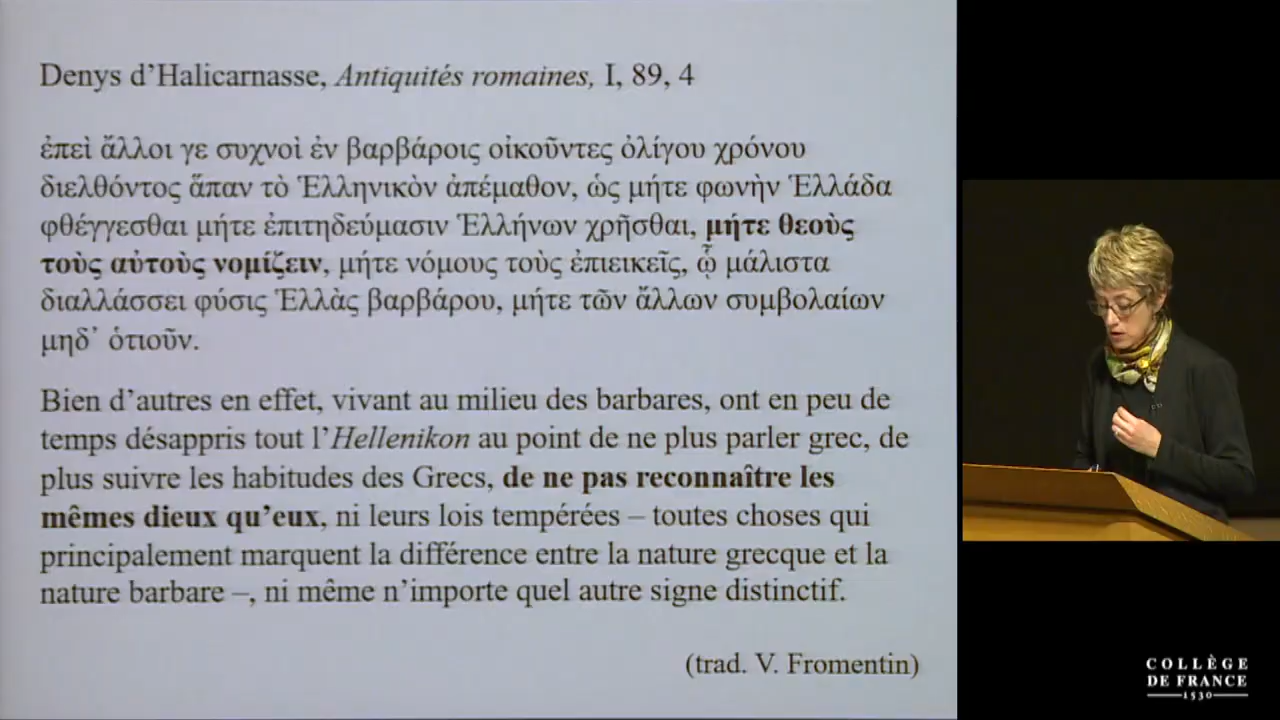 Denys d'Halicarnasse, Antiquités romaines, I, 89, 4
ἐπεὶ ἄλλοι γε συχνοὶ ἐν βαρβάροις οἰκοῦντες ὀλίγου χρόνου
διελθόντος ἅπαν τὸ Ἑλληνικὸν ἀπέμαθον, ὡς μήτε φωνὴν Ἑλλάδα
φθέγγεσθαι μήτε ἐπιτηδεύμασιν Ἑλλήνων χρῆσθαι, μήτε θεοὺς
τοὺς αὐτοὺς νομίζειν, μήτε νόμους τοὺς ἐπιεικεῖς, ᾧ μάλιστα
διαλλάσσει φύσις Ἑλλὰς βαρβάρου, μήτε τῶν ἄλλων συμβολαίων
μηδ᾽ ὁτιοῦν.
Bien d'autres en effet, vivant au milieu des barbares, ont en peu de
temps désappris tout l'Hellenikon au point de ne plus parler grec, de
plus suivre les habitudes des Grecs, de ne pas reconnaître les
mêmes dieux qu'eux, ni leurs lois tempérées – toutes choses qui
principalement marquent la différence entre la nature grecque et la
nature barbare –, ni même n'importe quel autre signe distinctif.
(trad. V. Fromentin)
COLLÈGE
DE FRANCE
1530